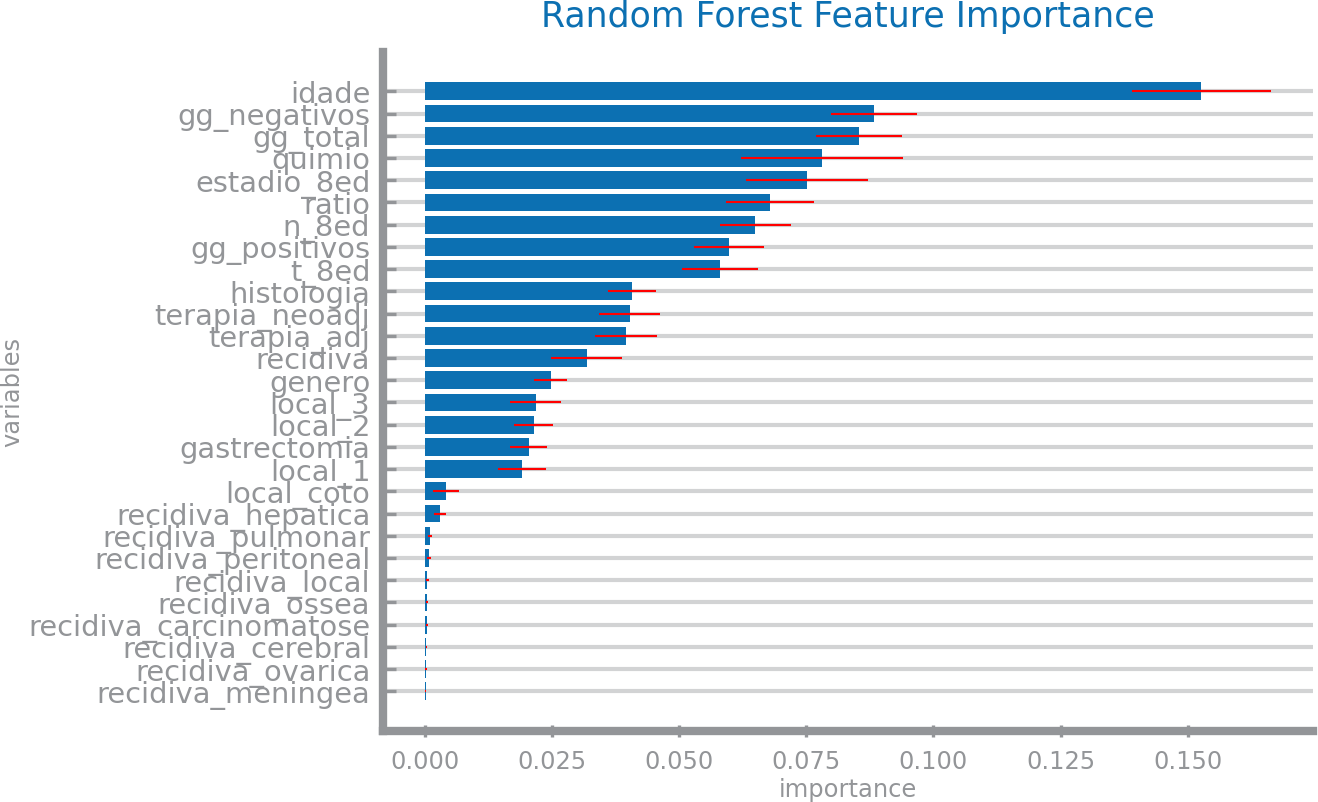 Random Forest Feature Importance
variables
idade
gg_negativos
gg_total
quimio
estadio_8ed
ratio
n_8ed
gg_positivos
t_8ed
histologia
terapia_neoadj
terapia_adj
recidiva
genero
local_3
local_2
gastrectomia
local_1
local_coto
recidiva_hepatica
recidiva_pulmonar
recidiva_peritoneal
recidiva_local
recidiva_ossea
recidiva_carcinomatose
recidiva_cerebral
recidiva_ovarica
recidiva_meningea
0.000 0.025 0.050 0.075 0.100 0.125 0.150
importance